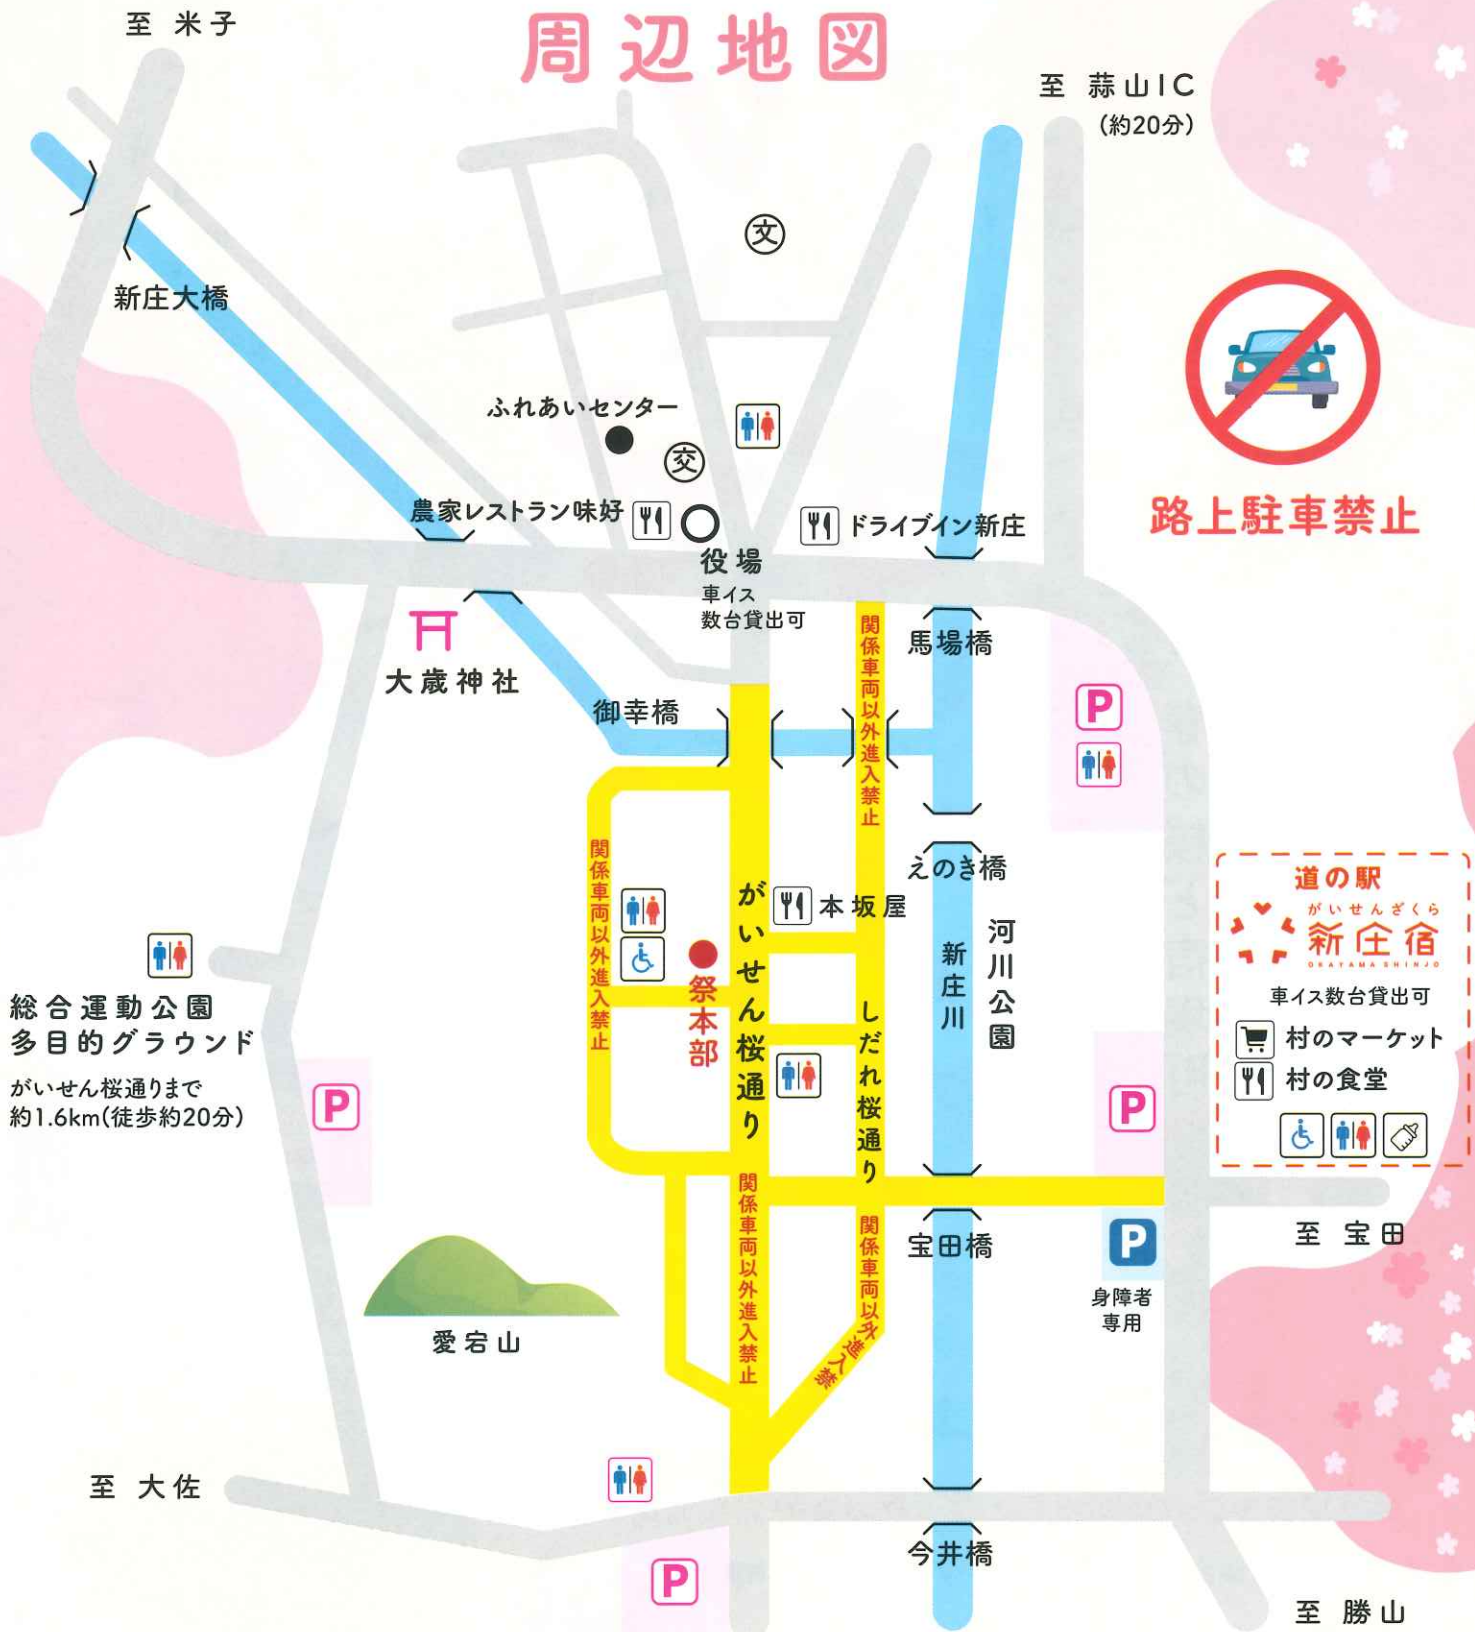 周辺地図
至 米子
至 蒜山IC
(約20分)
文
新庄大橋
ふれあいセンター
交
農家レストラン味好
ドライブイン新庄
路上駐車禁止
役場
車イス
数台貸出可
大歳神社
関係車両以外進入禁止
馬場橋
御幸橋
P
関係車両以外進入禁止
がいせん桜通り
本坂屋
えのき橋
河川公園
新庄川
祭本部
しだれ桜通り
道の駅
がいせんざくら
新庄宿
OKAYAMA SHINJO
車イス数台貸出可
村のマーケット
村の食堂
総合運動公園
多目的グラウンド
がいせん桜通りまで
約1.6km(徒歩約20分)
P
P
関係車両以外進入禁止
関係車両以外進入禁
宝田橋
P
身障者
専用
至 宝田
愛宕山
至 大佐
今井橋
P
至 勝山